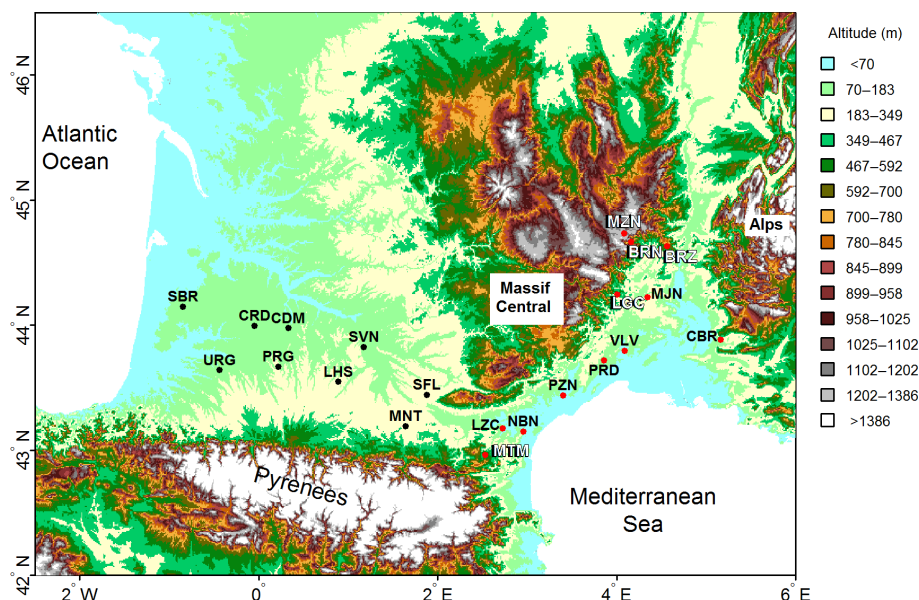 Altitude (m)
<70
70–183
183–349
349–467
467–592
592–700
700–780
780–845
845–899
899–958
958–1025
1025–1102
1102–1202
1202–1386
>1386
46° N
45° N
44° N
43° N
42° N
Atlantic
Ocean
Alps
Massif
Central
Pyrenees
Mediterranean
Sea
MZN
BRN
BRZ
LGC
MJN
SBR
CRD
CDM
SVN
VLV
CBR
URG
PRG
LHS
PRD
SFL
PZN
MNT
LZC
NBN
MTM
2° W
0°
2° E
4° E
6° E